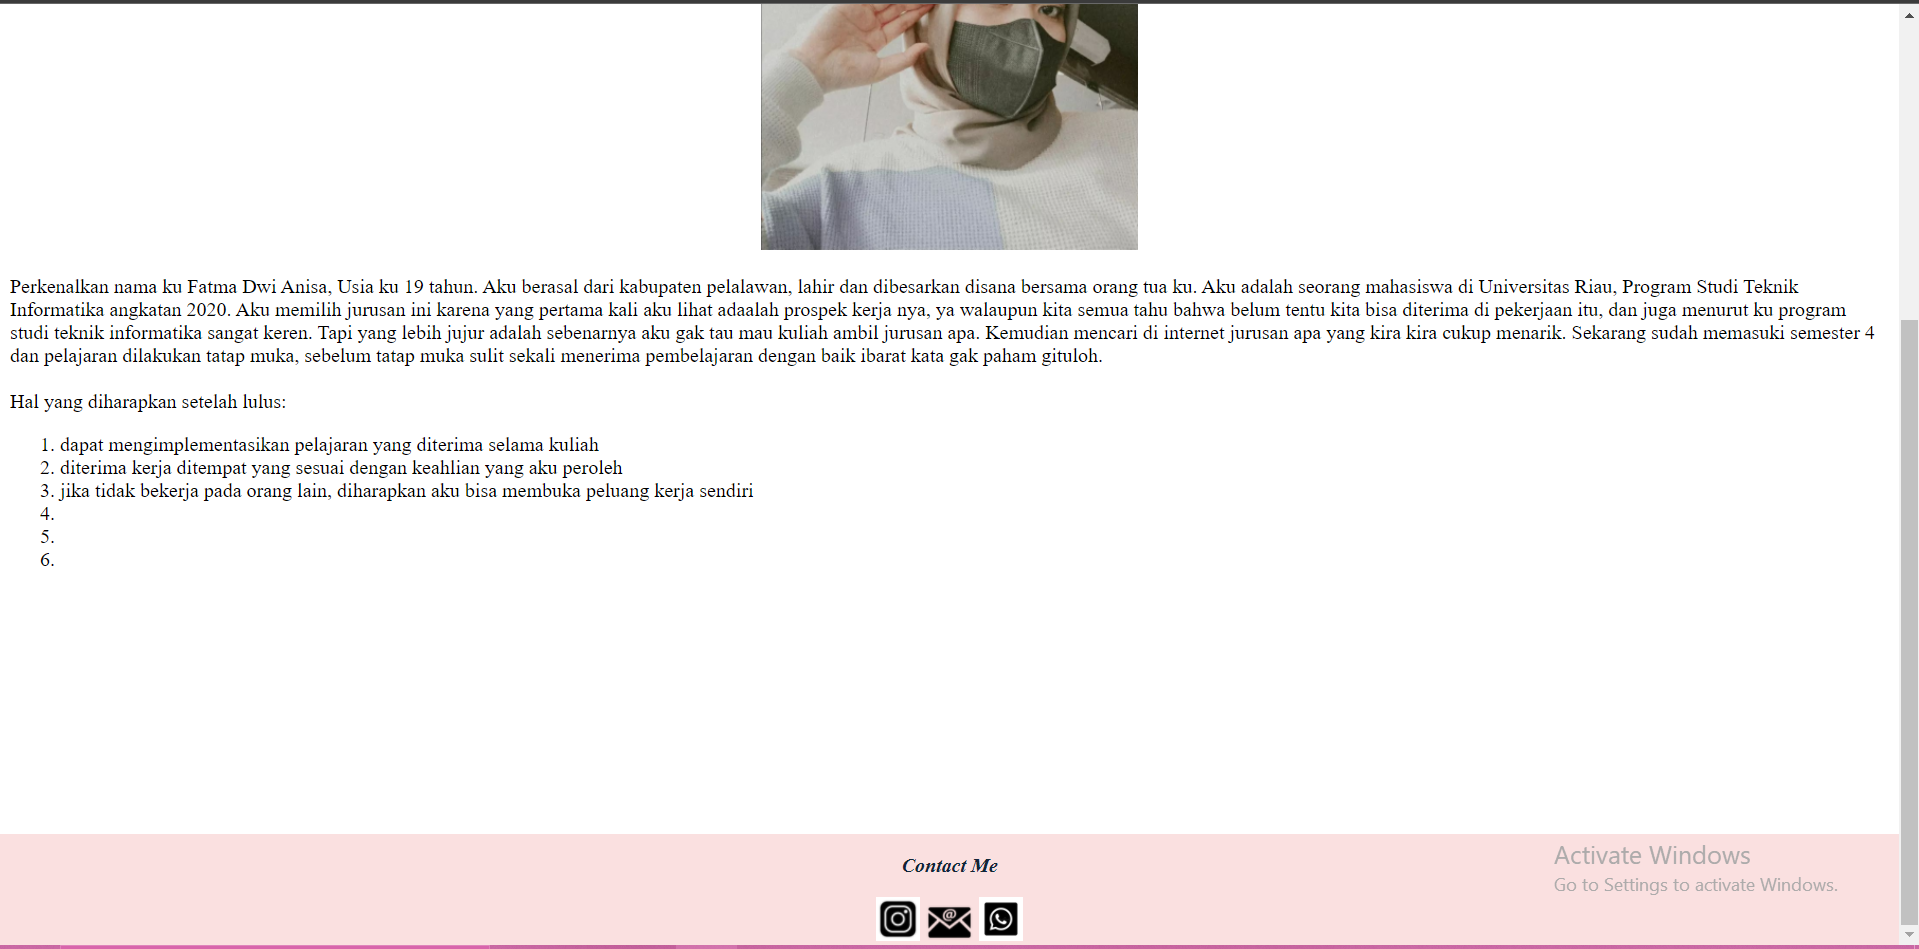 Perkenalkan nama ku Fatma Dwi Anisa, Usia ku 19 tahun. Aku berasal dari kabupaten pelalawan, lahir dan dibesarkan disana bersama orang tua ku. Aku adalah seorang mahasiswa di Universitas Riau, Program Studi Teknik
Informatika angkatan 2020. Aku memilih jurusan ini karena yang pertama kali aku lihat adaalah prospek kerja nya, ya walaupun kita semua tahu bahwa belum tentu kita bisa diterima di pekerjaan itu, dan juga menurut ku program
studi teknik informatika sangat keren. Tapi yang lebih jujur adalah sebenarnya aku gak tau mau kuliah ambil jurusan apa. Kemudian mencari di internet jurusan apa yang kira kira cukup menarik. Sekarang sudah memasuki semester 4
dan pelajaran dilakukan tatap muka, sebelum tatap muka sulit sekali menerima pembelajaran dengan baik ibarat kata gak paham gituloh.
Hal yang diharapkan setelah lulus:
1. dapat mengimplementasikan pelajaran yang diterima selama kuliah
2. diterima kerja ditempat yang sesuai dengan keahlian yang aku peroleh
3. jika tidak bekerja pada orang lain, diharapkan aku bisa membuka peluang kerja sendiri
4.
5.
6.
Contact Me
Activate Windows
Go to Settings to activate Windows.
@